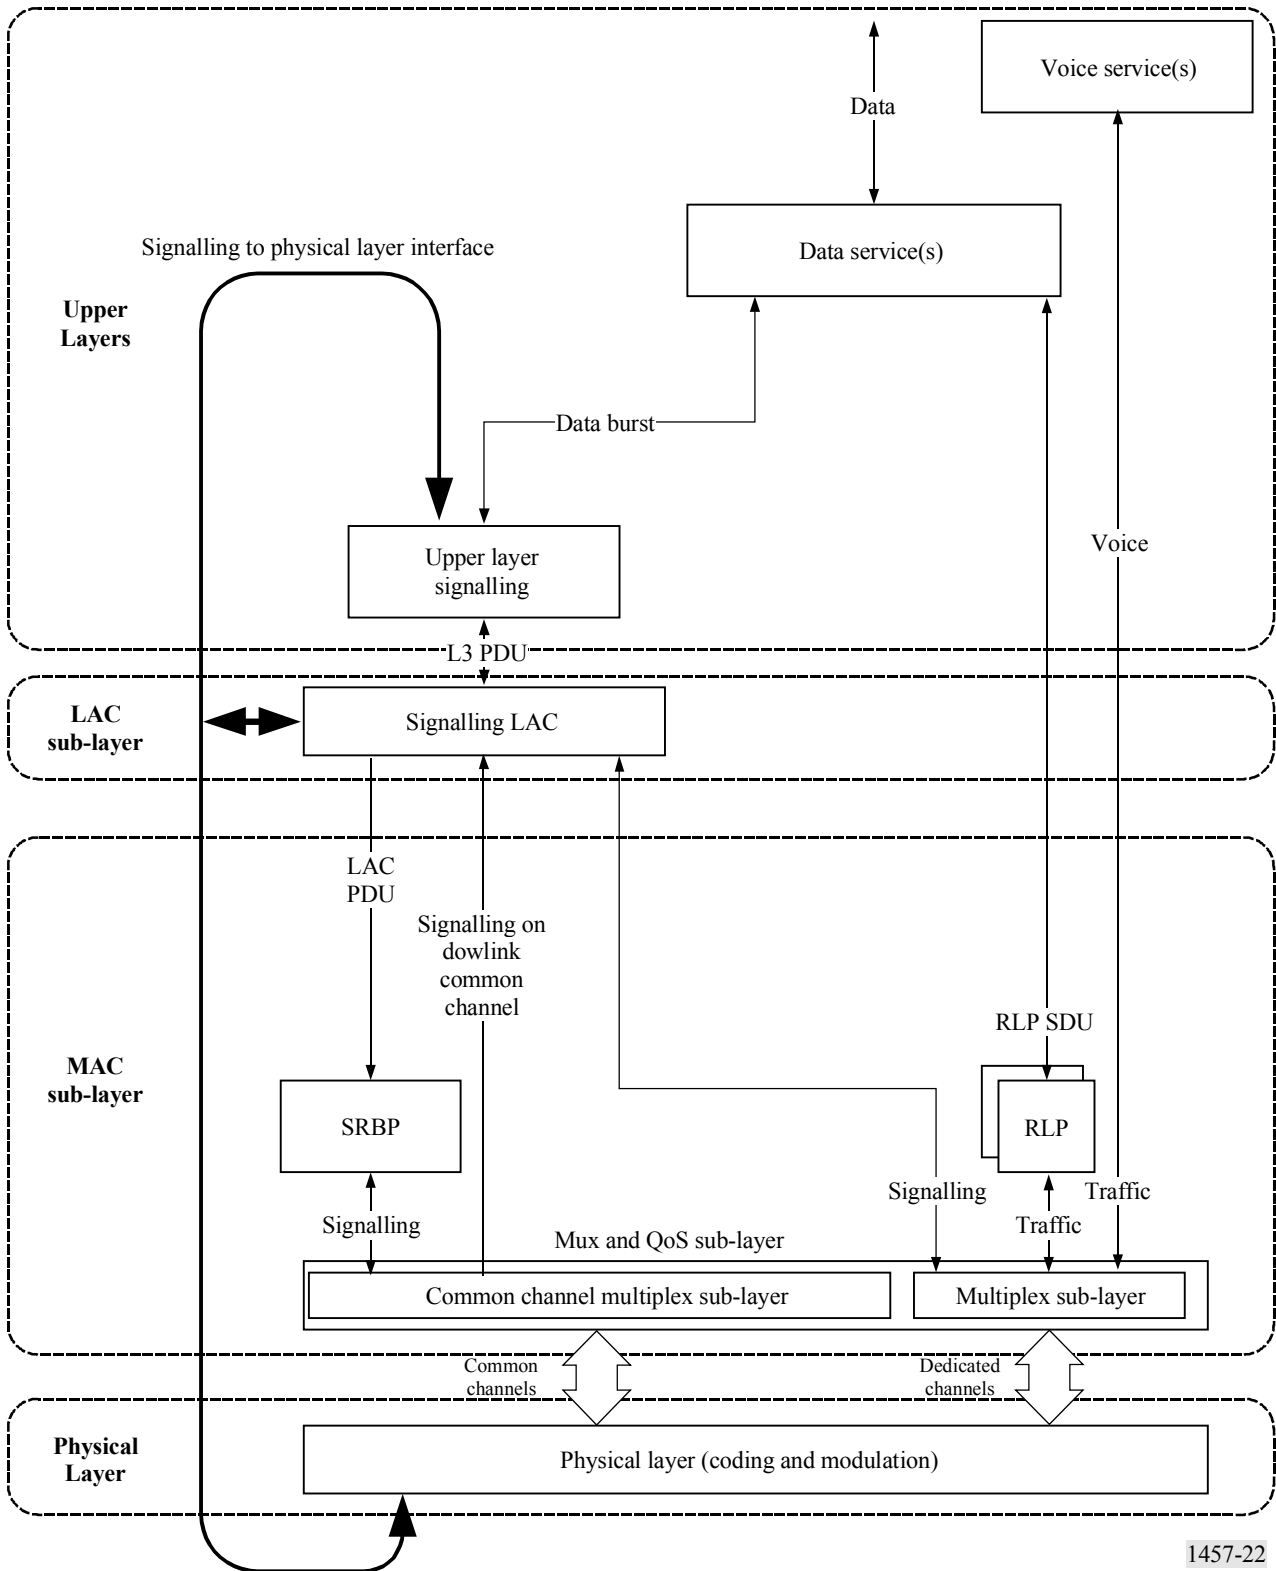 Voice service(s)
Data
Data service(s)
Signalling to physical layer interface
Upper
Layers
Data burst
Voice
Upper layer
signalling
L3 PDU
LAC
sub-layer
Signalling LAC
LAC
PDU
Signalling on
dowlink
common
channel
RLP SDU
MAC
sub-layer
SRBP
RLP
Signalling
Traffic
Signalling
Traffic
Mux and QoS sub-layer
Common channel multiplex sub-layer
Multiplex sub-layer
Common
channels
Dedicated
channels
Physical
Layer
Physical layer (coding and modulation)
1457-22